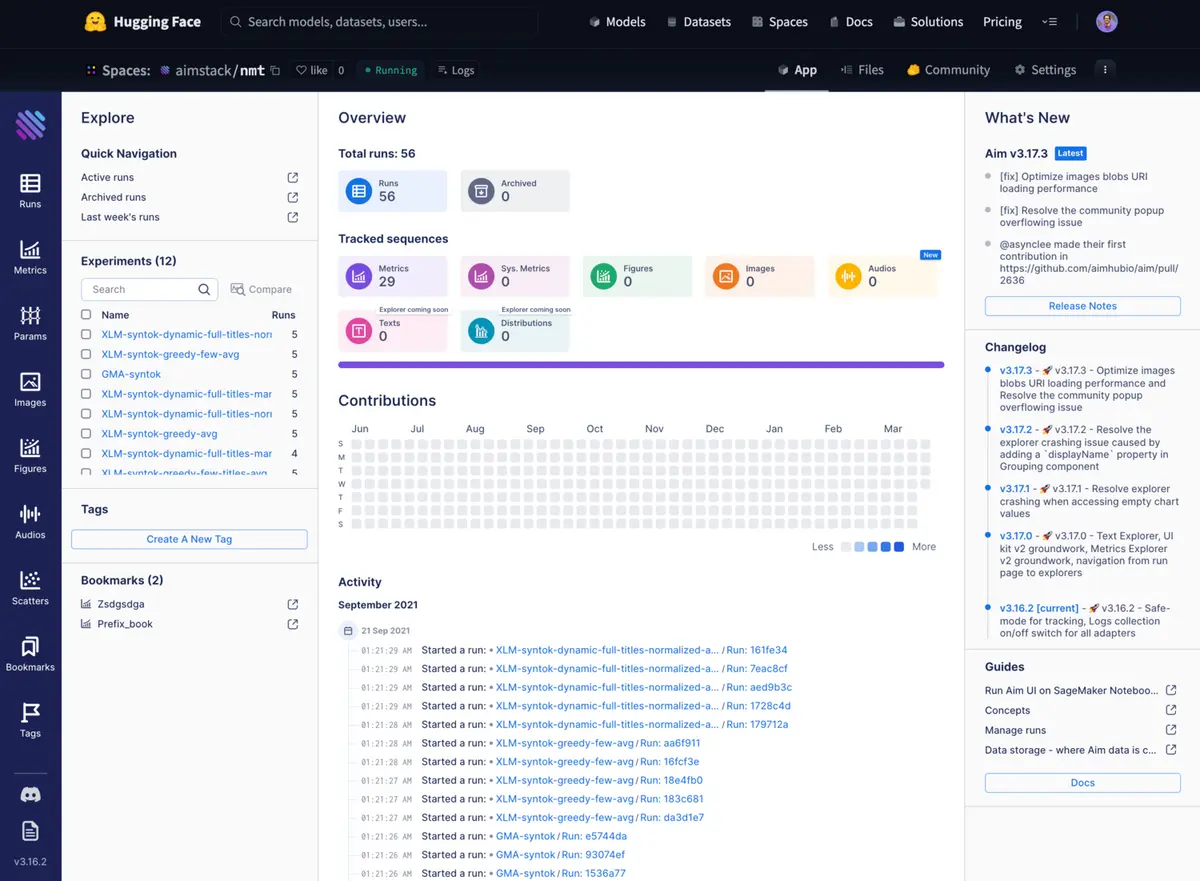 Hugging Face
Search models, datasets, users...
Models
Datasets
Spaces
Docs
Solutions
Pricing
Spaces:
aimstack/nmt
like
0
Running
Logs
App
Files
Community
Settings
Runs
Metrics
Params
Images
Figures
Audios
Scatters
Bookmarks
Tags
v3.16.2
Explore
Quick Navigation
Active runs
Archived runs
Last week's runs
Experiments (12)
Search
Compare
Name Runs
XLM-syntok-dynamic-full-titles-norr 5
XLM-syntok-greedy-few-avg 5
GMA-syntok 5
XLM-syntok-dynamic-full-titles-mar 5
XLM-syntok-dynamic-full-titles-norr 5
XLM-syntok-greedy-avg 5
XLM-syntok-dynamic-full-titles-mar 4
XLM-syntok-greedy-few-titles-avg 5
Tags
Create A New Tag
Bookmarks (2)
Zsdgsdga
Prefix_book
Overview
Total runs: 56
Runs
56
Archived
0
Tracked sequences
Metrics
29
Sys. Metrics
0
Figures
0
Images
0
New
Audios
0
Explorer coming soon
Texts
0
Explorer coming soon
Distributions
0
Contributions
Jun Jul Aug Sep Oct Nov Dec Jan Feb Mar
S
M
T
W
T
F
S
Less More
Activity
September 2021
21 Sep 2021
01:21:29 AM Started a run: • XLM-syntok-dynamic-full-titles-normalized-a... / Run: 161fe34
01:21:29 AM Started a run: • XLM-syntok-dynamic-full-titles-normalized-a... / Run: 7eac8cf
01:21:29 AM Started a run: • XLM-syntok-dynamic-full-titles-normalized-a... / Run: aed9b3c
01:21:29 AM Started a run: • XLM-syntok-dynamic-full-titles-normalized-a... / Run: 1728c4d
01:21:28 AM Started a run: • XLM-syntok-dynamic-full-titles-normalized-a... / Run: 179712a
01:21:28 AM Started a run: • XLM-syntok-greedy-few-avg / Run: aa6f911
01:21:28 AM Started a run: • XLM-syntok-greedy-few-avg / Run: 16fcf3e
01:21:27 AM Started a run: • XLM-syntok-greedy-few-avg / Run: 18e4fb0
01:21:27 AM Started a run: • XLM-syntok-greedy-few-avg / Run: 183c681
01:21:27 AM Started a run: • XLM-syntok-greedy-few-avg / Run: da3d1e7
01:21:26 AM Started a run: • GMA-syntok / Run: e5744da
01:21:26 AM Started a run: • GMA-syntok / Run: 93074ef
01:21:26 AM Started a run: • GMA-syntok / Run: 1536a77
What's New
Aim v3.17.3 Latest
[fix] Optimize images blobs URI
loading performance
[fix] Resolve the community popup
overflowing issue
@asynclee made their first
contribution in
https://github.com/aimhubio/aim/pull/
2636
Release Notes
Changelog
v3.17.3 - 🚀 v3.17.3 - Optimize images
blobs URI loading performance and
Resolve the community popup
overflowing issue
v3.17.2 - 🚀 v3.17.2 - Resolve the
explorer crashing issue caused by
adding a `displayName` property in
Grouping component
v3.17.1 - 🚀 v3.17.1 - Resolve explorer
crashing when accessing empty chart
values
v3.17.0 - 🚀 v3.17.0 - Text Explorer, UI
kit v2 groundwork, Metrics Explorer
v2 groundwork, navigation from run
page to explorers
v3.16.2 [current] - 🚀 v3.16.2 - Safe-
mode for tracking, Logs collection
on/off switch for all adapters
Guides
Run Aim UI on SageMaker Noteboo...
Concepts
Manage runs
Data storage - where Aim data is c...
Docs